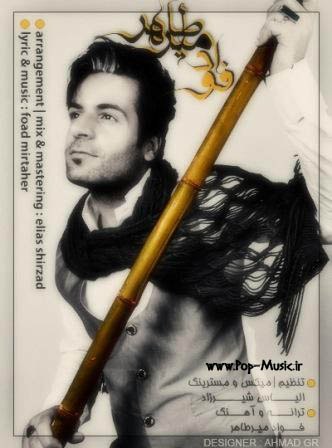 فواد میرطاهر
arrangement | mix & mastering : elias shirzad
lyric & music : foad mirtaher
www.Pop-Music.ir
تنظیم | میکس و مسترینگ
الیاس شیرزاد
ترانه و آهنگ
فواد میرطاهر
DESIGNER : AHMAD GR